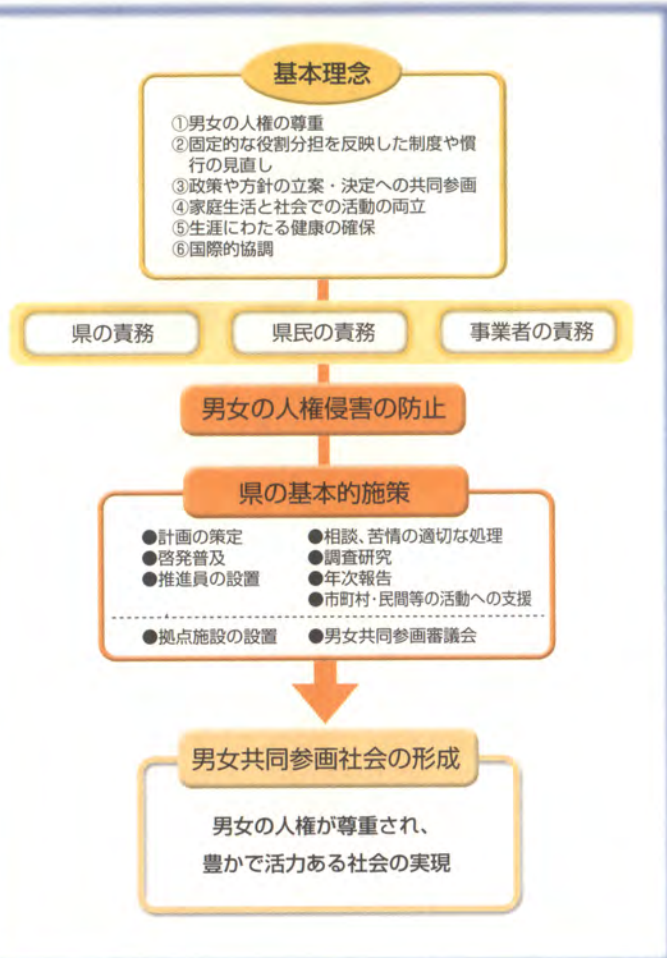 基本理念
①男女の人権の尊重
②固定的な役割分担を反映した制度や慣
行の見直し
③政策や方針の立案・決定への共同参画
④家庭生活と社会での活動の両立
⑤生涯にわたる健康の確保
⑥国際的協調
県の責務 県民の責務 事業者の責務
男女の人権侵害の防止
県の基本的施策
●計画の策定 ●相談、苦情の適切な処理
●啓発普及 ●調査研究
●推進員の設置 ●年次報告
●市町村・民間等の活動への支援
●拠点施設の設置 ●男女共同参画審議会
男女共同参画社会の形成
男女の人権が尊重され、
豊かで活力ある社会の実現